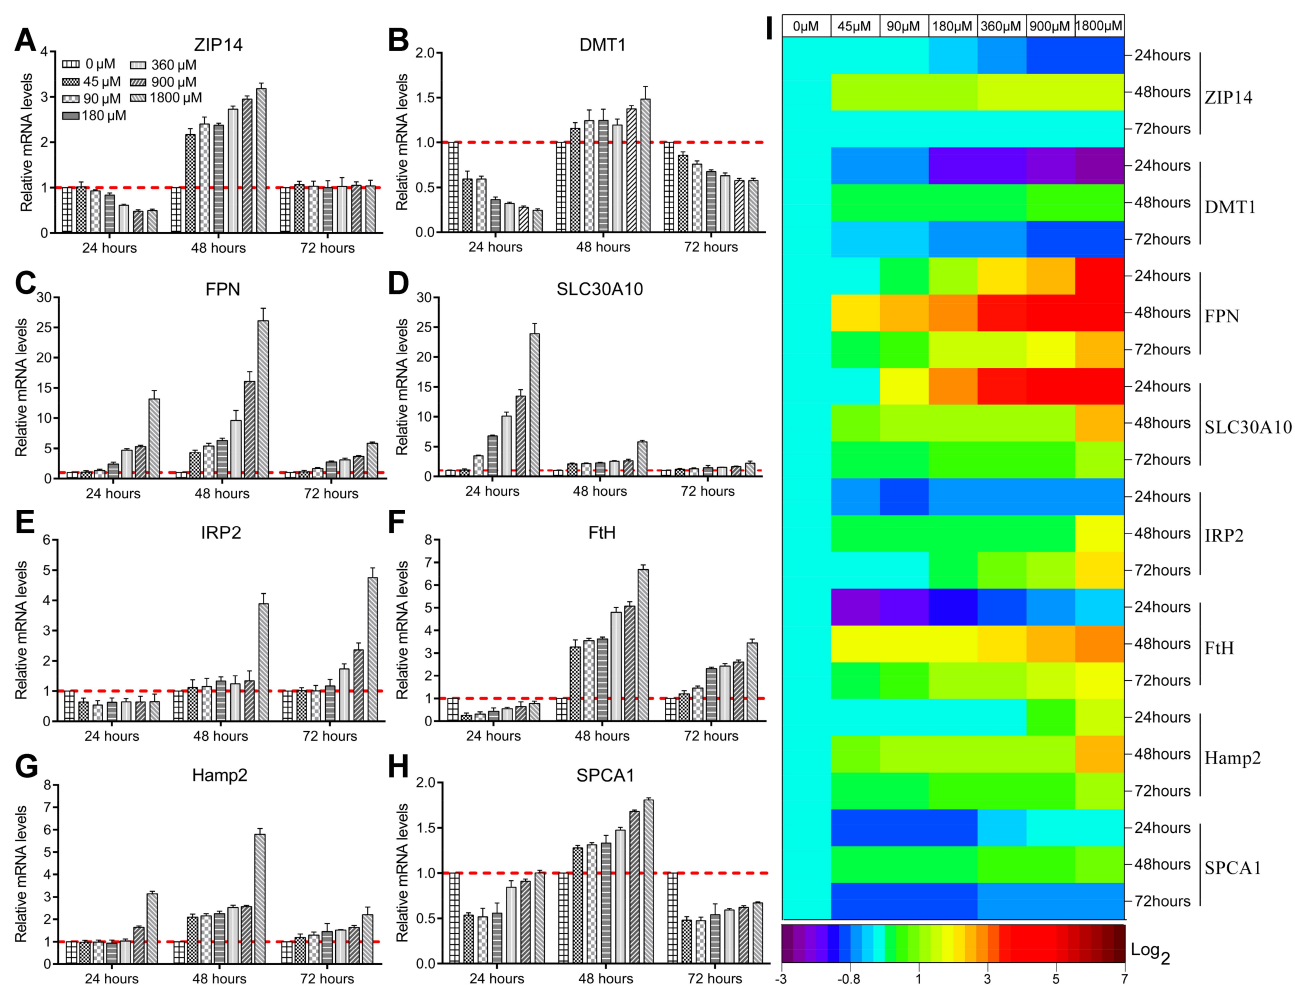 A
ZIP14
Relative mRNA levels
4
3
2
1
0
0 μM
45 μM
90 μM
180 μM
360 μM
900 μM
1800 μM
24 hours
48 hours
72 hours
B
DMT1
Relative mRNA levels
2.0
1.5
1.0
0.5
0.0
24 hours
48 hours
72 hours
C
FPN
Relative mRNA levels
30
25
20
15
10
5
0
24 hours
48 hours
72 hours
D
SLC30A10
Relative mRNA levels
30
25
20
15
10
5
0
24 hours
48 hours
72 hours
E
IRP2
Relative mRNA levels
6
5
4
3
2
1
0
24 hours
48 hours
72 hours
F
FtH
Relative mRNA levels
8
7
6
5
4
3
2
1
0
24 hours
48 hours
72 hours
G
Hamp2
Relative mRNA levels
8
7
6
5
4
3
2
1
0
24 hours
48 hours
72 hours
H
SPCA1
Relative mRNA levels
2.0
1.5
1.0
0.5
0.0
24 hours
48 hours
72 hours
I
0μM 45μM 90μM 180μM 360μM 900μM 1800μM
24hours
48hours
72hours
ZIP14
24hours
48hours
72hours
DMT1
24hours
48hours
72hours
FPN
24hours
48hours
72hours
SLC30A10
24hours
48hours
72hours
IRP2
24hours
48hours
72hours
FtH
24hours
48hours
72hours
Hamp2
24hours
48hours
72hours
SPCA1
Log2
-3 -0.8 1 3 5 7